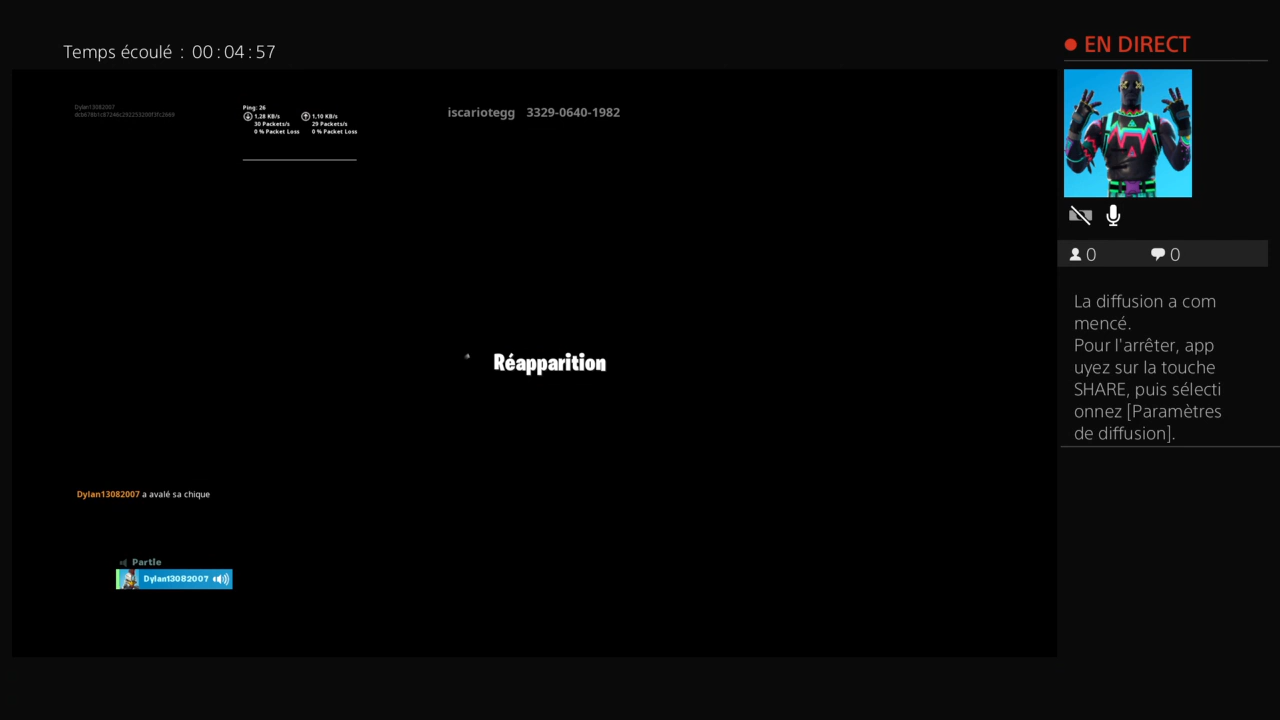 Temps écoulé : 00:04:57
EN DIRECT
Dylan13082007
Ping: 26
1,28 KB/s 1,10 KB/s
30 Packets/s 29 Packets/s
0 % Packet Loss 0 % Packet Loss
iscariotegg 3329-0640-1982
0 0
La diffusion a com
mencé.
Pour l'arrêter, app
uyez sur la touche
SHARE, puis sélecti
onnez [Paramètres
de diffusion].
Réapparition
Dylan13082007 a avalé sa chique
Partie
Dylan13082007